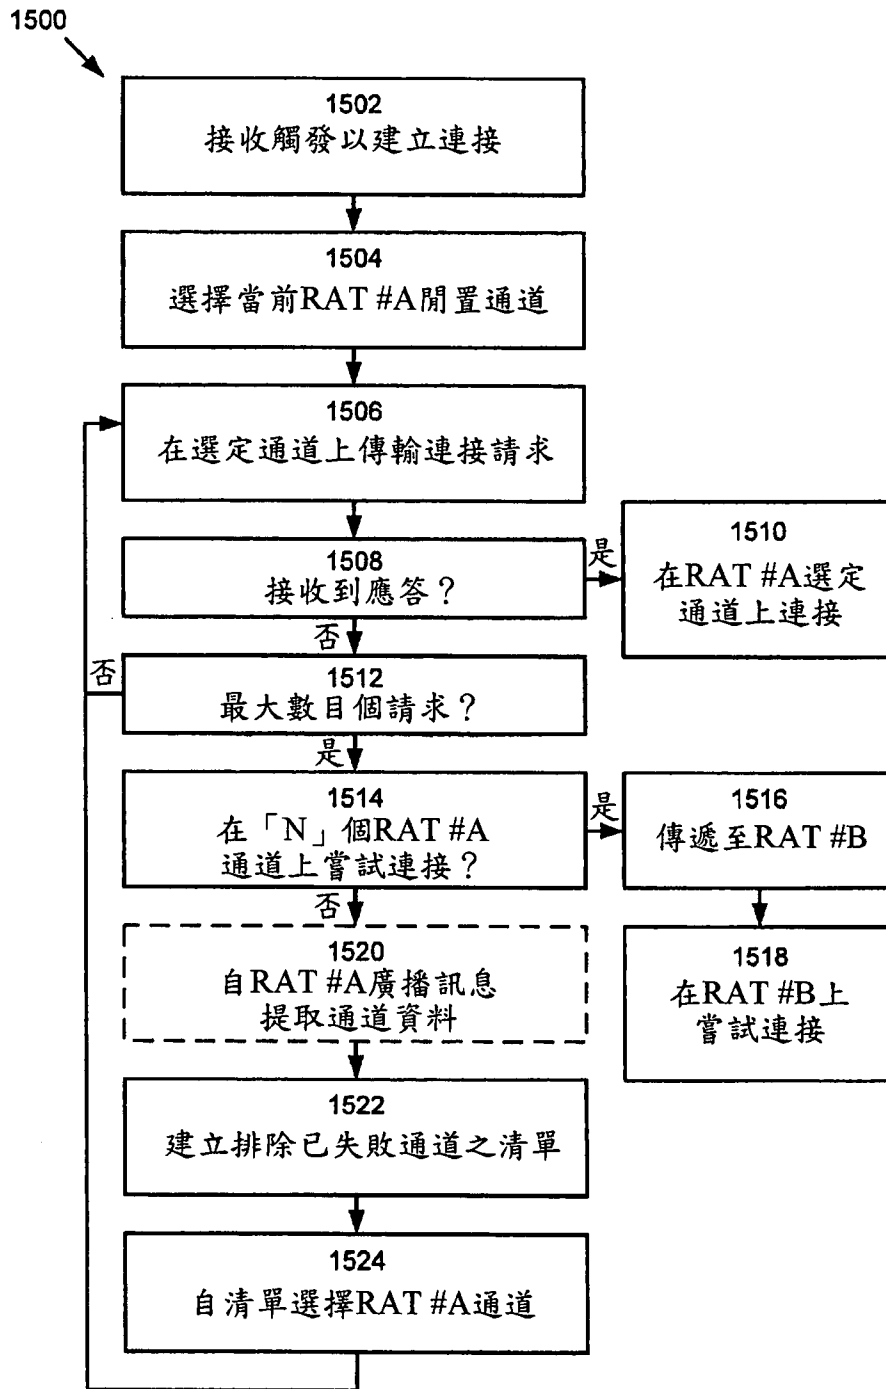 1500
1502
接收觸發以建立連接
1504
選擇當前RAT #A閒置通道
1506
在選定通道上傳輸連接請求
1508
接收到應答？
是
1510
在RAT #A選定
通道上連接
否
否
1512
最大數目個請求？
是
1514
在「N」個RAT #A
通道上嘗試連接？
是
1516
傳遞至RAT #B
1518
在RAT #B上
嘗試連接
否
1520
自RAT #A廣播訊息
提取通道資料
1522
建立排除已失敗通道之清單
1524
自清單選擇RAT #A通道